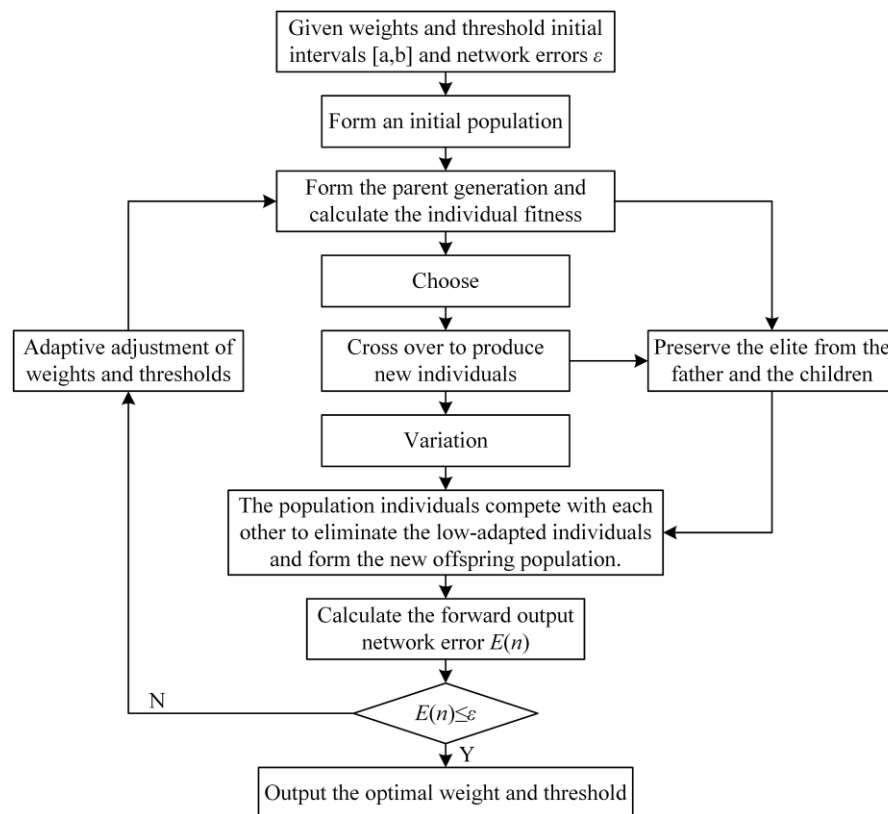 Given weights and threshold initial
intervals [a,b] and network errors ε
Form an initial population
Form the parent generation and
calculate the individual fitness
Choose
Adaptive adjustment of
weights and thresholds
Cross over to produce
new individuals
Preserve the elite from the
father and the children
Variation
The population individuals compete with each
other to eliminate the low-adapted individuals
and form the new offspring population.
Calculate the forward output
network error E(n)
N
E(n)≤ε
Y
Output the optimal weight and threshold